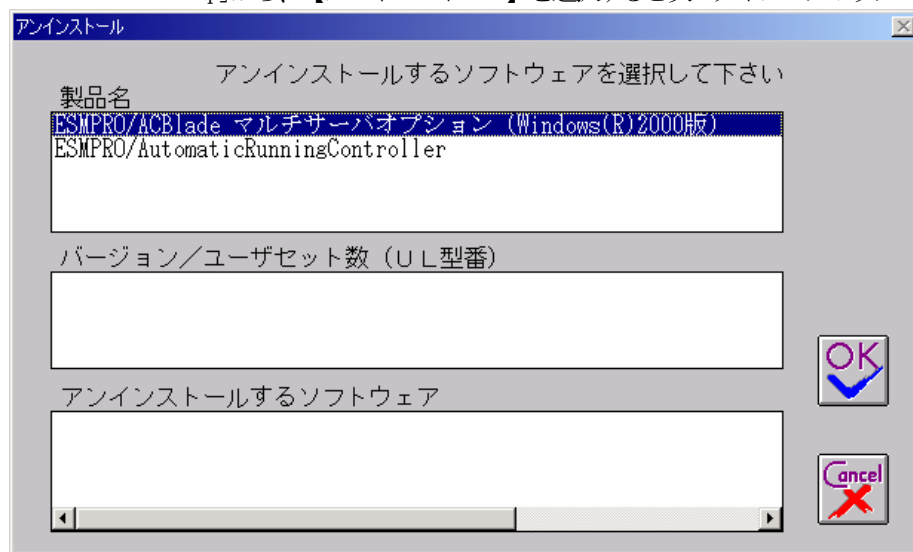 アンインストール
アンインストールするソフトウェアを選択して下さい
製品名
ESMPRO/ACBlade マルチサーバオプション (Windows(R)2000版)
ESMPRO/AutomaticRunningController
バージョン／ユーザセット数（ＵＬ型番）
OK
アンインストールするソフトウェア
Cancel